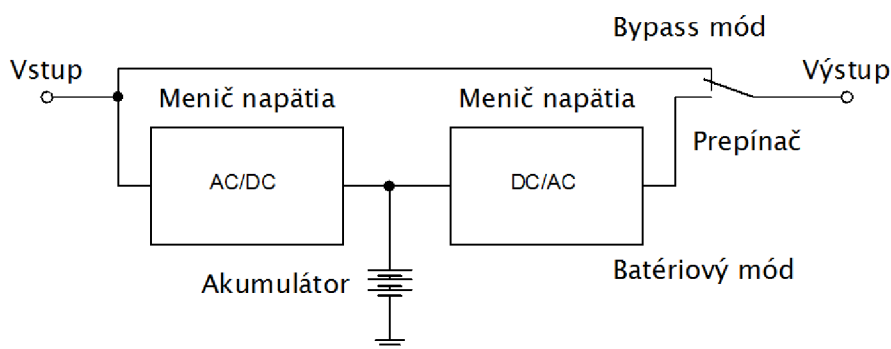 Bypass mód
Vstup
Výstup
Menič napätia
Menič napätia
Prepínač
AC/DC
DC/AC
Akumulátor
Batériový mód